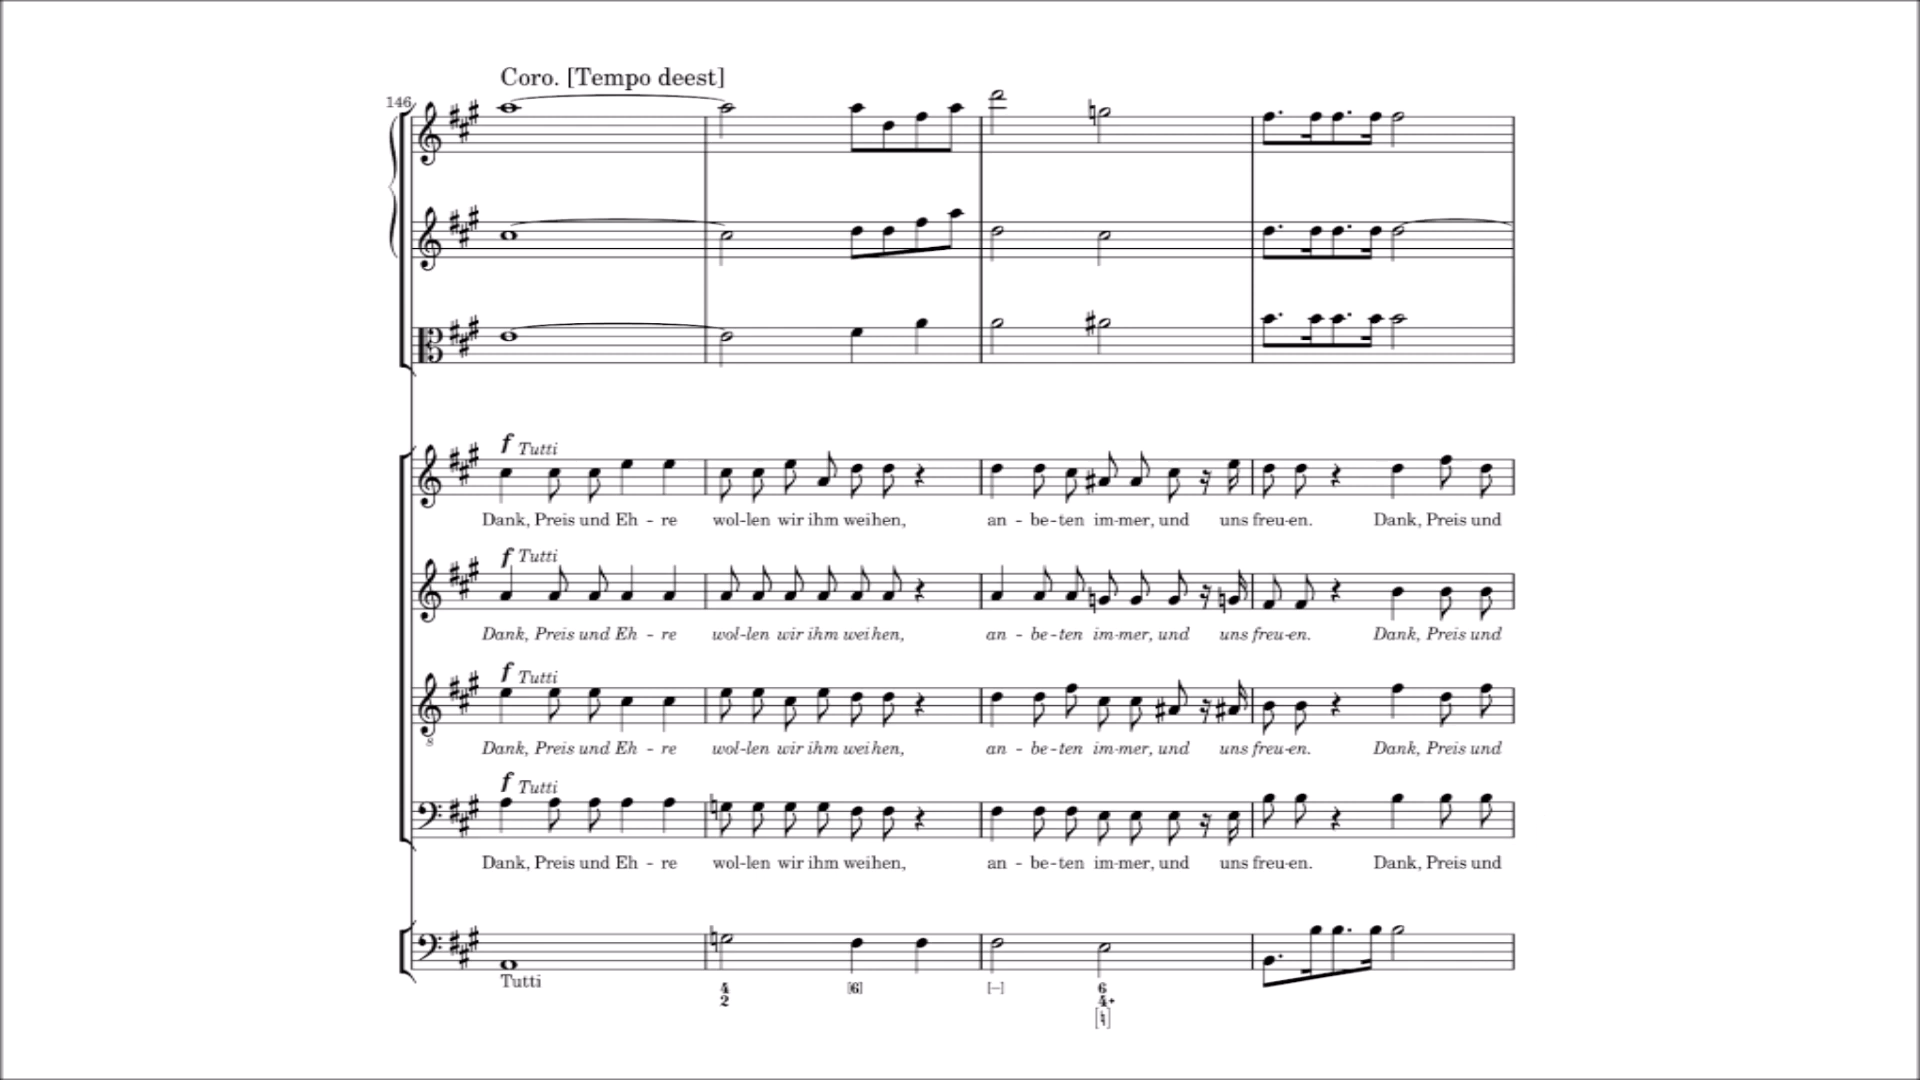 Coro. [Tempo deest]
146
f Tutti
Dank, Preis und Eh - re wol-len wir ihm weihen, an - be-ten im-mer, und uns freu-en. Dank, Preis und
f Tutti
Dank, Preis und Eh - re wol-len wir ihm weihen, an - be-ten im-mer, und uns freu-en. Dank, Preis und
f Tutti
8
Dank, Preis und Eh - re wol-len wir ihm weihen, an - be-ten im-mer, und uns freu-en. Dank, Preis und
f Tutti
Dank, Preis und Eh - re wol-len wir ihm weihen, an - be-ten im-mer, und uns freu-en. Dank, Preis und
Tutti
4 [6] [–] 6
2 4+
[♮]